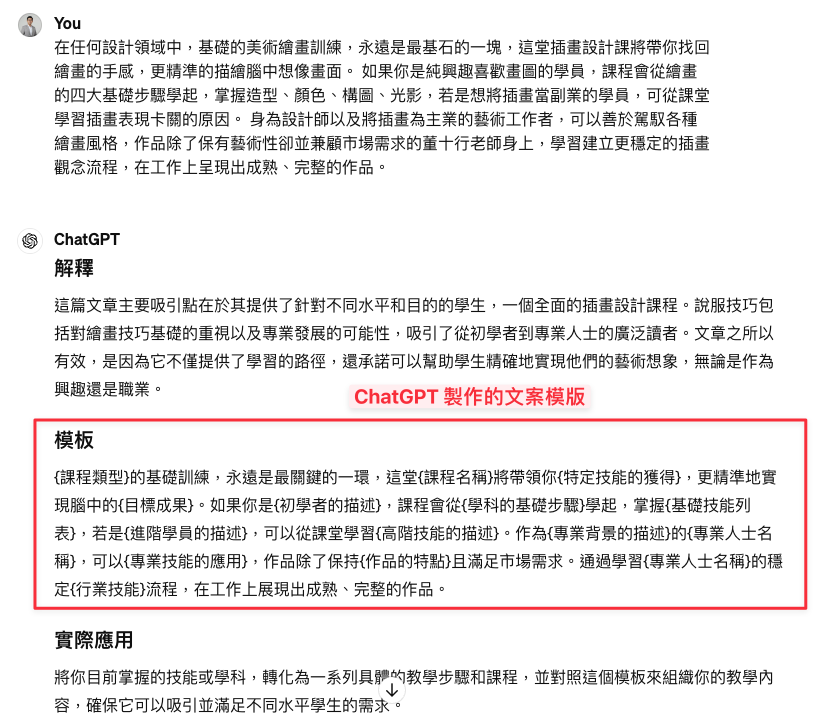 You
在任何設計領域中，基礎的美術繪畫訓練，永遠是最基石的一塊，這堂插畫設計課將帶你找回
繪畫的手感，更精準的描繪腦中想像畫面。 如果你是純興趣喜歡畫圖的學員，課程會從繪畫
的四大基礎步驟學起，掌握造型、顏色、構圖、光影，若是想將插畫當副業的學員，可從課堂
學習插畫表現卡關的原因。 身為設計師以及將插畫為主業的藝術工作者，可以善於駕馭各種
繪畫風格，作品除了保有藝術性卻並兼顧市場需求的董十行老師身上，學習建立更穩定的插畫
觀念流程，在工作上呈現出成熟、完整的作品。
ChatGPT
解釋
這篇文章主要吸引點在於其提供了針對不同水平和目的的學生，一個全面的插畫設計課程。說服技巧包
括對繪畫技巧基礎的重視以及專業發展的可能性，吸引了從初學者到專業人士的廣泛讀者。文章之所以
有效，是因為它不僅提供了學習的路徑，還承諾可以幫助學生精確地實現他們的藝術想象，無論是作為
興趣還是職業。
ChatGPT 製作的文案模版
模板
{課程類型}的基礎訓練，永遠是最關鍵的一環，這堂{課程名稱}將帶領你{特定技能的獲得}，更精準地實
現腦中的{目標成果}。如果你是{初學者的描述}，課程會從{學科的基礎步驟}學起，掌握{基礎技能列
表}，若是{進階學員的描述}，可以從課堂學習{高階技能的描述}。作為{專業背景的描述}的{專業人士名
稱}，可以{專業技能的應用}，作品除了保持{作品的特點}且滿足市場需求。通過學習{專業人士名稱}的穩
定{行業技能}流程，在工作上展現出成熟、完整的作品。
實際應用
將你目前掌握的技能或學科，轉化為一系列具體的教學步驟和課程，並對照這個模板來組織你的教學內
容，確保它可以吸引並滿足不同水平學生的需求。